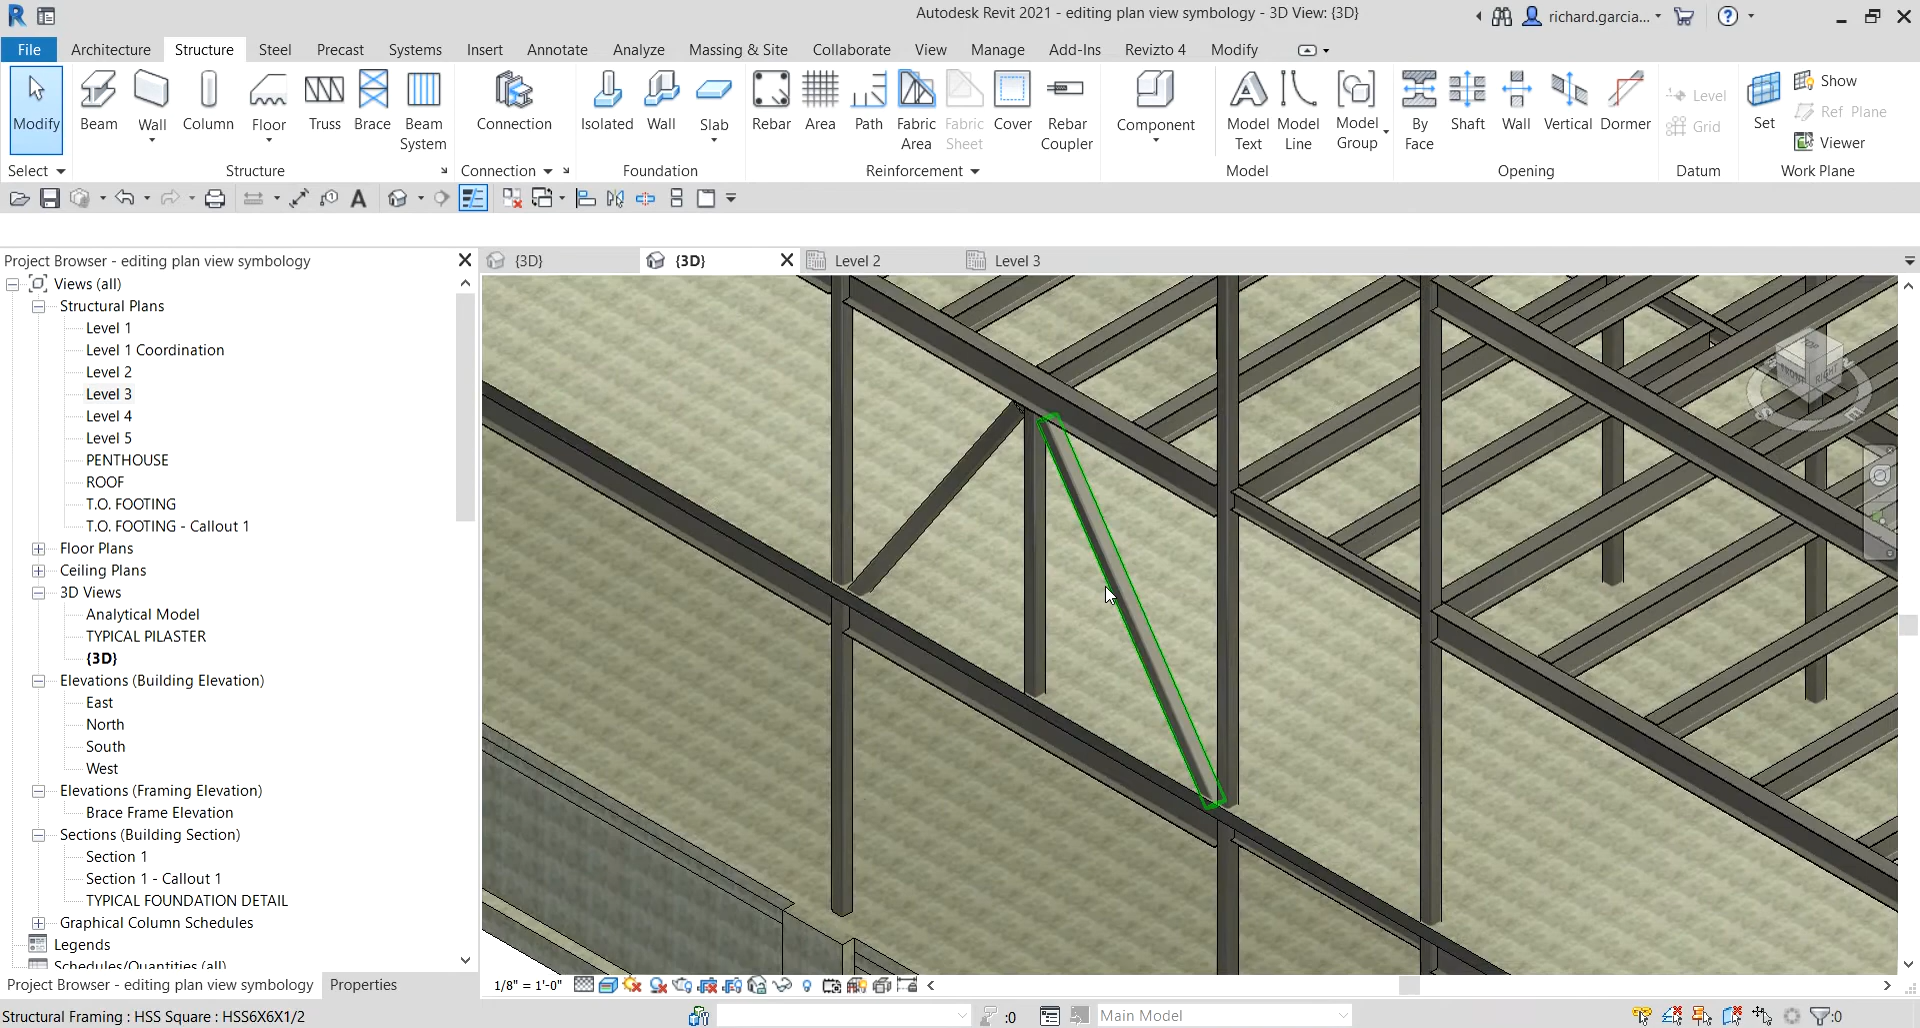 Autodesk Revit 2021 - editing plan view symbology - 3D View: {3D}
richard.garcia...
File Architecture Structure Steel Precast Systems Insert Annotate Analyze Massing & Site Collaborate View Manage Add-Ins Revizto 4 Modify
Modify Beam Wall Column Floor Truss Brace Beam System Connection Isolated Wall Slab Rebar Area Path Fabric Area Fabric Sheet Cover Rebar Coupler Component Model Text Model Line Model Group By Face Shaft Wall Vertical Dormer Level Grid Set Show Ref Plane Viewer
Select Structure Connection Foundation Reinforcement Model Opening Datum Work Plane
Project Browser - editing plan view symbology
{3D} {3D} Level 2 Level 3
Views (all)
Structural Plans
Level 1
Level 1 Coordination
Level 2
Level 3
Level 4
Level 5
PENTHOUSE
ROOF
T.O. FOOTING
T.O. FOOTING - Callout 1
Floor Plans
Ceiling Plans
3D Views
Analytical Model
TYPICAL PILASTER
{3D}
Elevations (Building Elevation)
East
North
South
West
Elevations (Framing Elevation)
Brace Frame Elevation
Sections (Building Section)
Section 1
Section 1 - Callout 1
TYPICAL FOUNDATION DETAIL
Graphical Column Schedules
Legends
Schedules/Quantities (all)
TOP
FRONT RIGHT
S E
Project Browser - editing plan view symbology Properties
1/8" = 1'-0"
Structural Framing : HSS Square : HSS6X6X1/2
:0
Main Model
:0